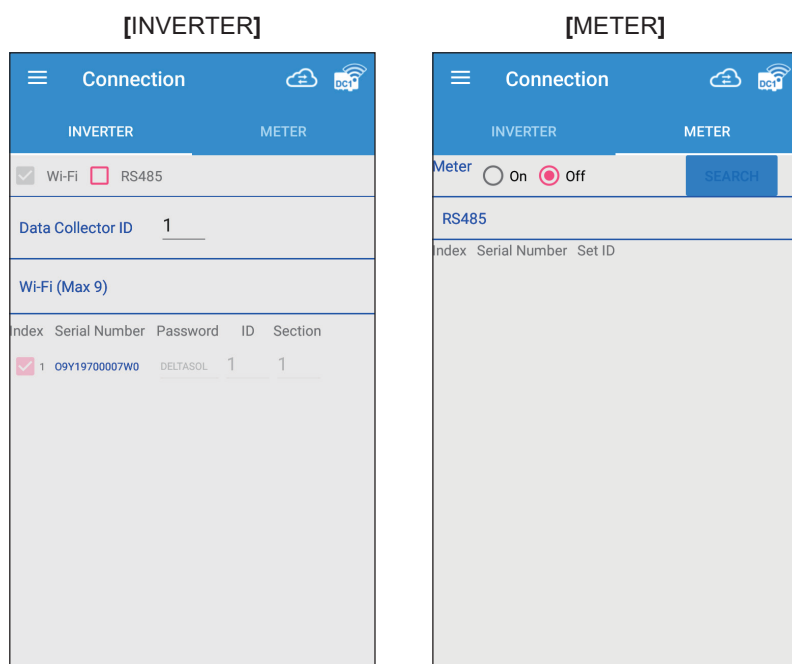 [INVERTER]
Connection
DC1
INVERTER METER
Wi-Fi RS485
Data Collector ID 1
Wi-Fi (Max 9)
Index Serial Number Password ID Section
1 O9Y19700007W0 DELTASOL 1 1
[METER]
Connection
DC1
INVERTER METER
Meter On Off SEARCH
RS485
Index Serial Number Set ID